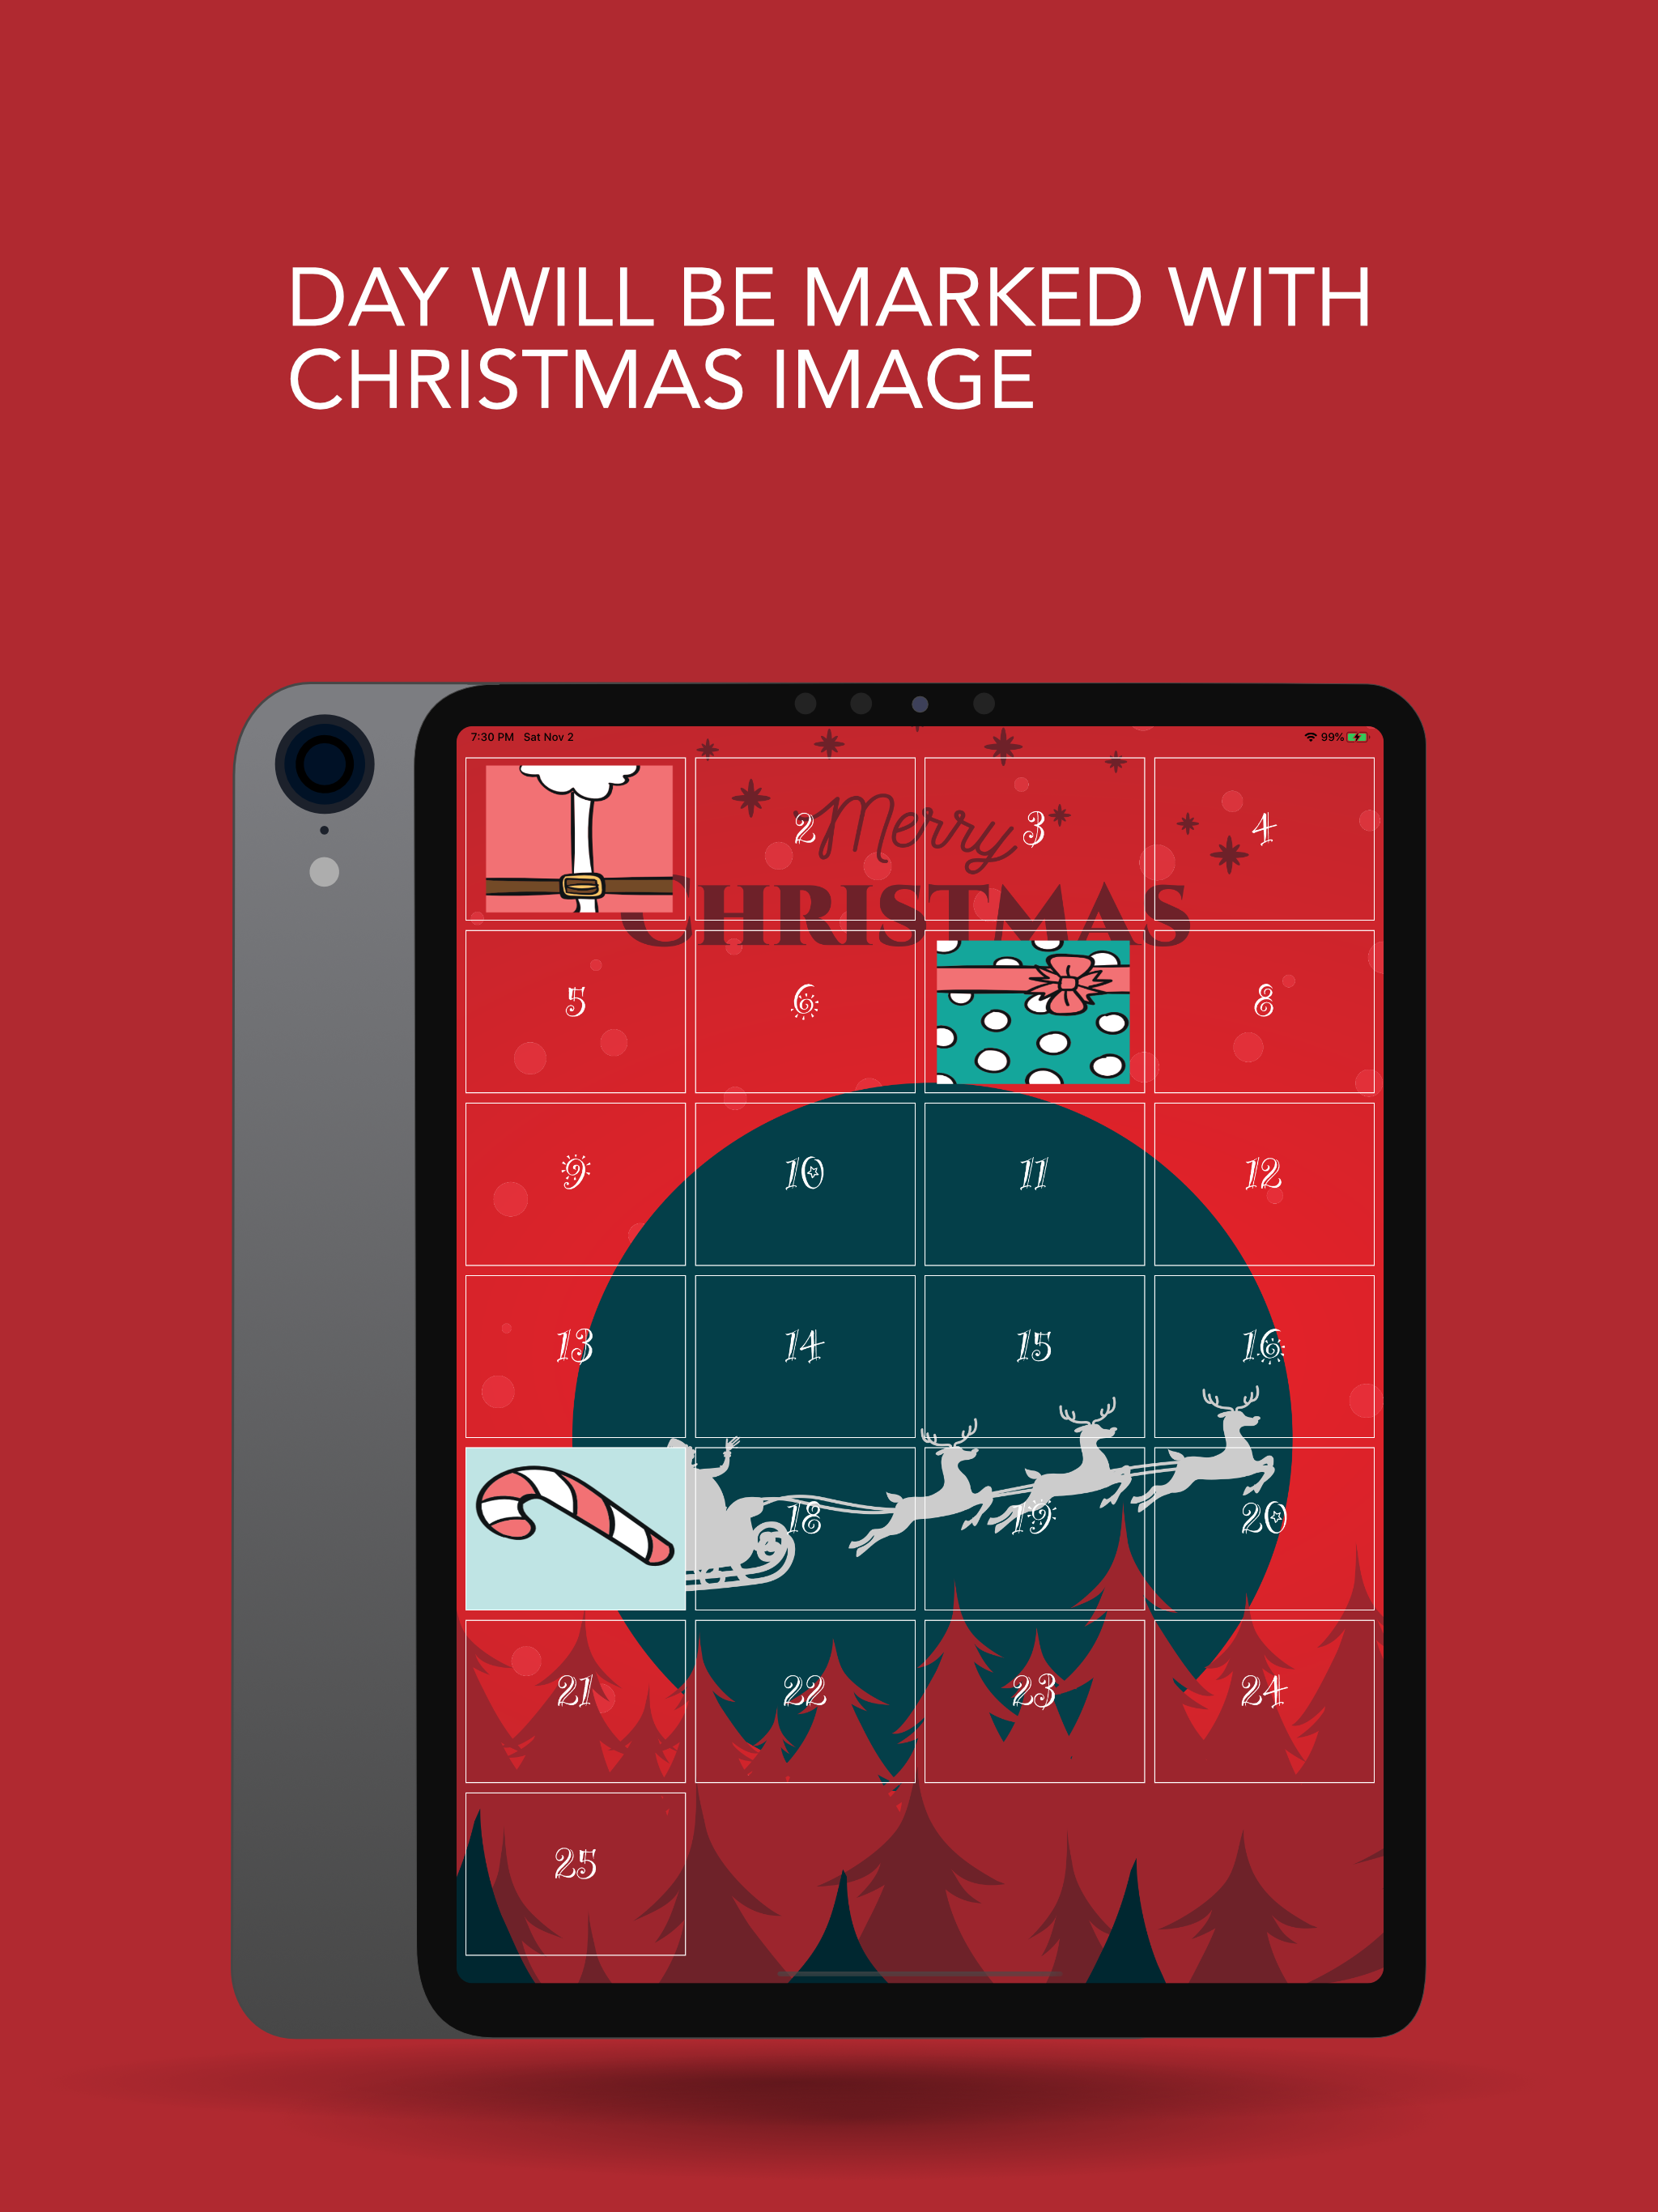 DAY WILL BE MARKED WITH
CHRISTMAS IMAGE
7:30 PM Sat Nov 2 99%
Merry
CHRISTMAS
2 3 4
5 6 8
9 10 11 12
13 14 15 16
18 19 20
21 22 23 24
25